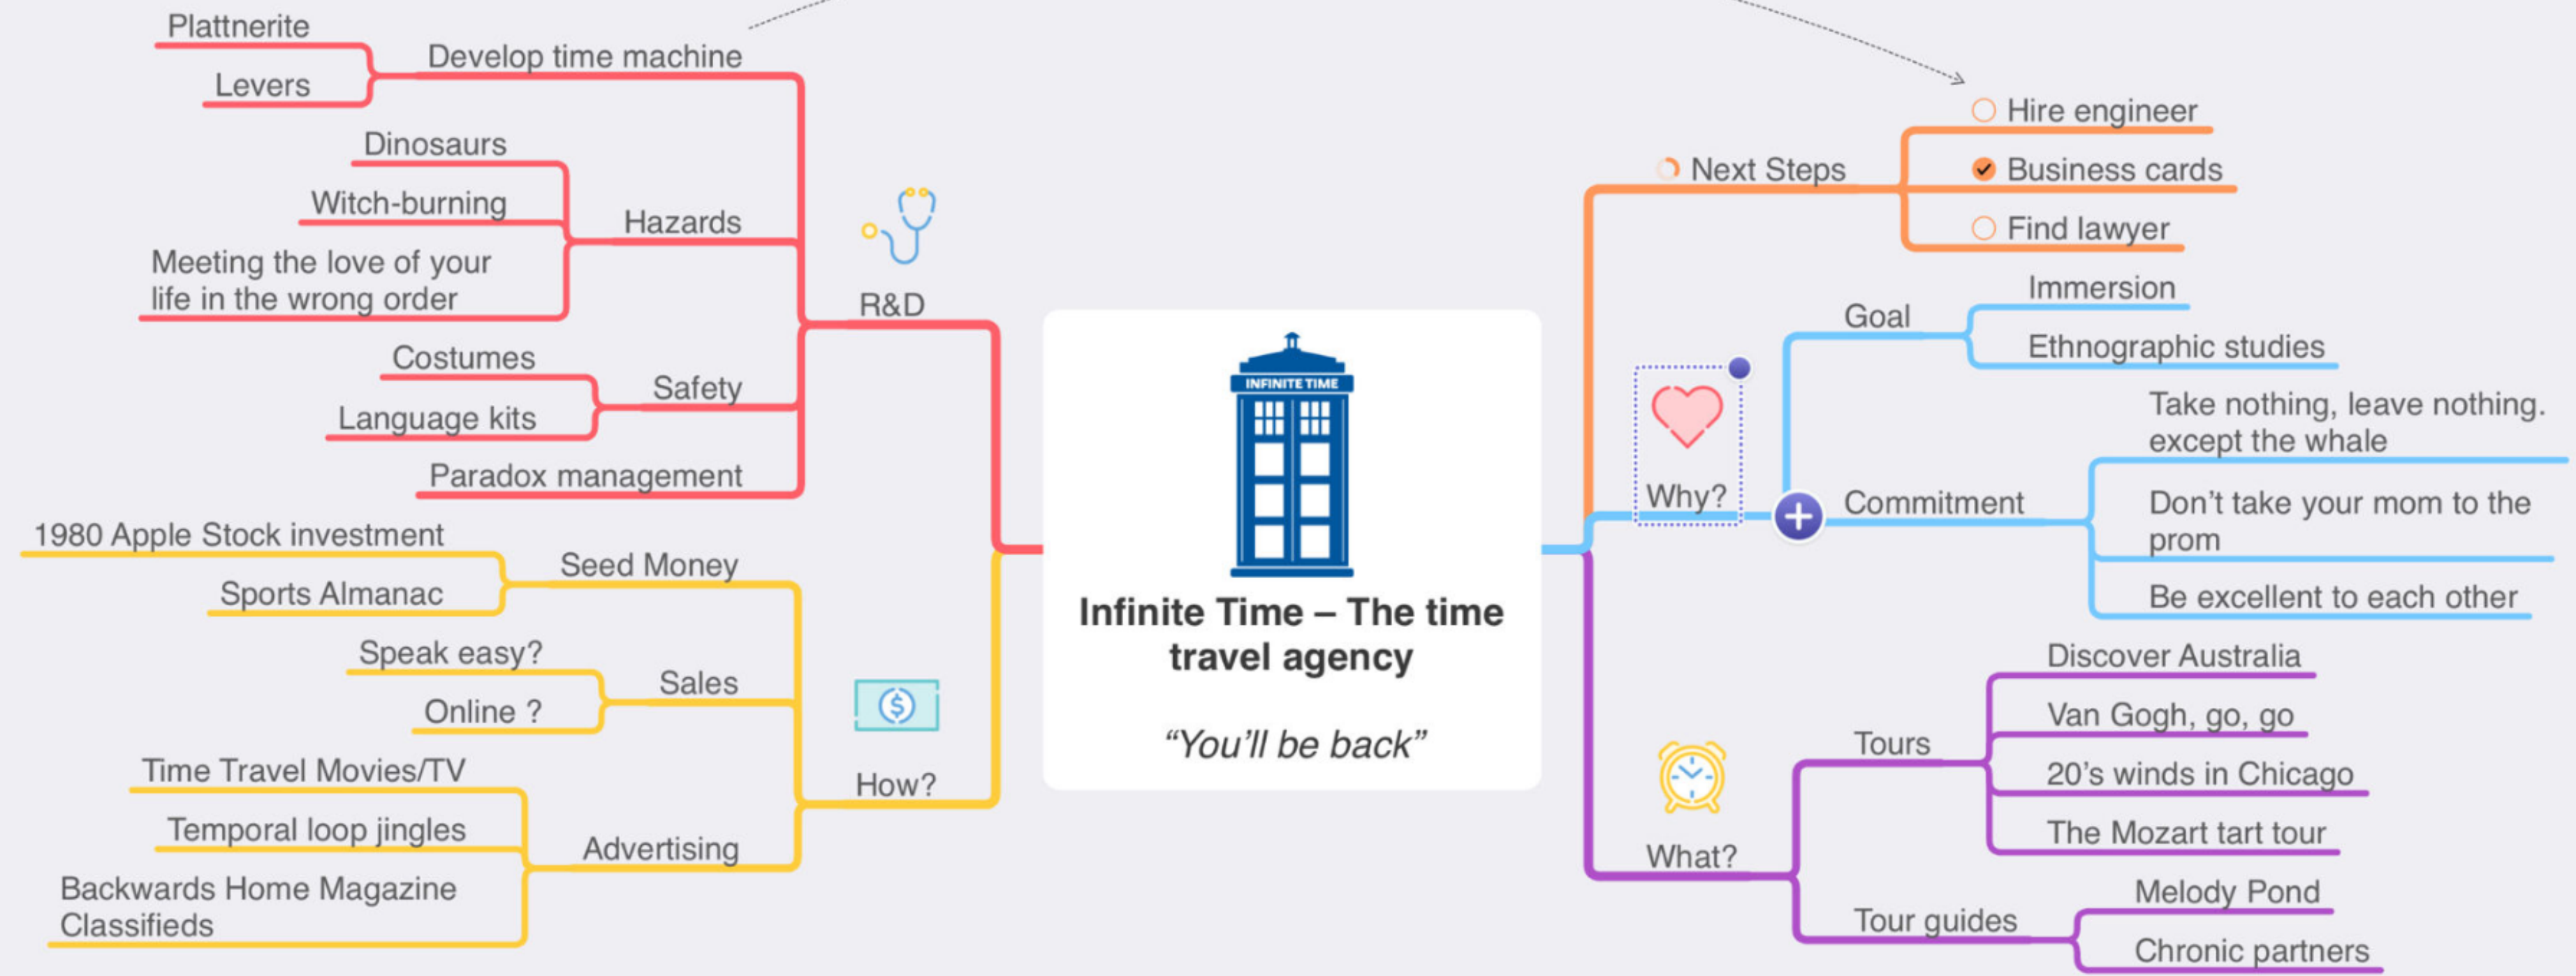 Plattnerite
Levers
Develop time machine
Dinosaurs
Witch-burning
Meeting the love of your
life in the wrong order
Hazards
Costumes
Language kits
Safety
Paradox management
R&D
1980 Apple Stock investment
Sports Almanac
Seed Money
Speak easy?
Online ?
Sales
Time Travel Movies/TV
Temporal loop jingles
Backwards Home Magazine
Classifieds
Advertising
How?
INFINITE TIME
Infinite Time – The time
travel agency
“You’ll be back”
Next Steps
Hire engineer
Business cards
Find lawyer
Why?
Goal
Immersion
Ethnographic studies
Commitment
Take nothing, leave nothing.
except the whale
Don’t take your mom to the
prom
Be excellent to each other
What?
Tours
Discover Australia
Van Gogh, go, go
20’s winds in Chicago
The Mozart tart tour
Tour guides
Melody Pond
Chronic partners